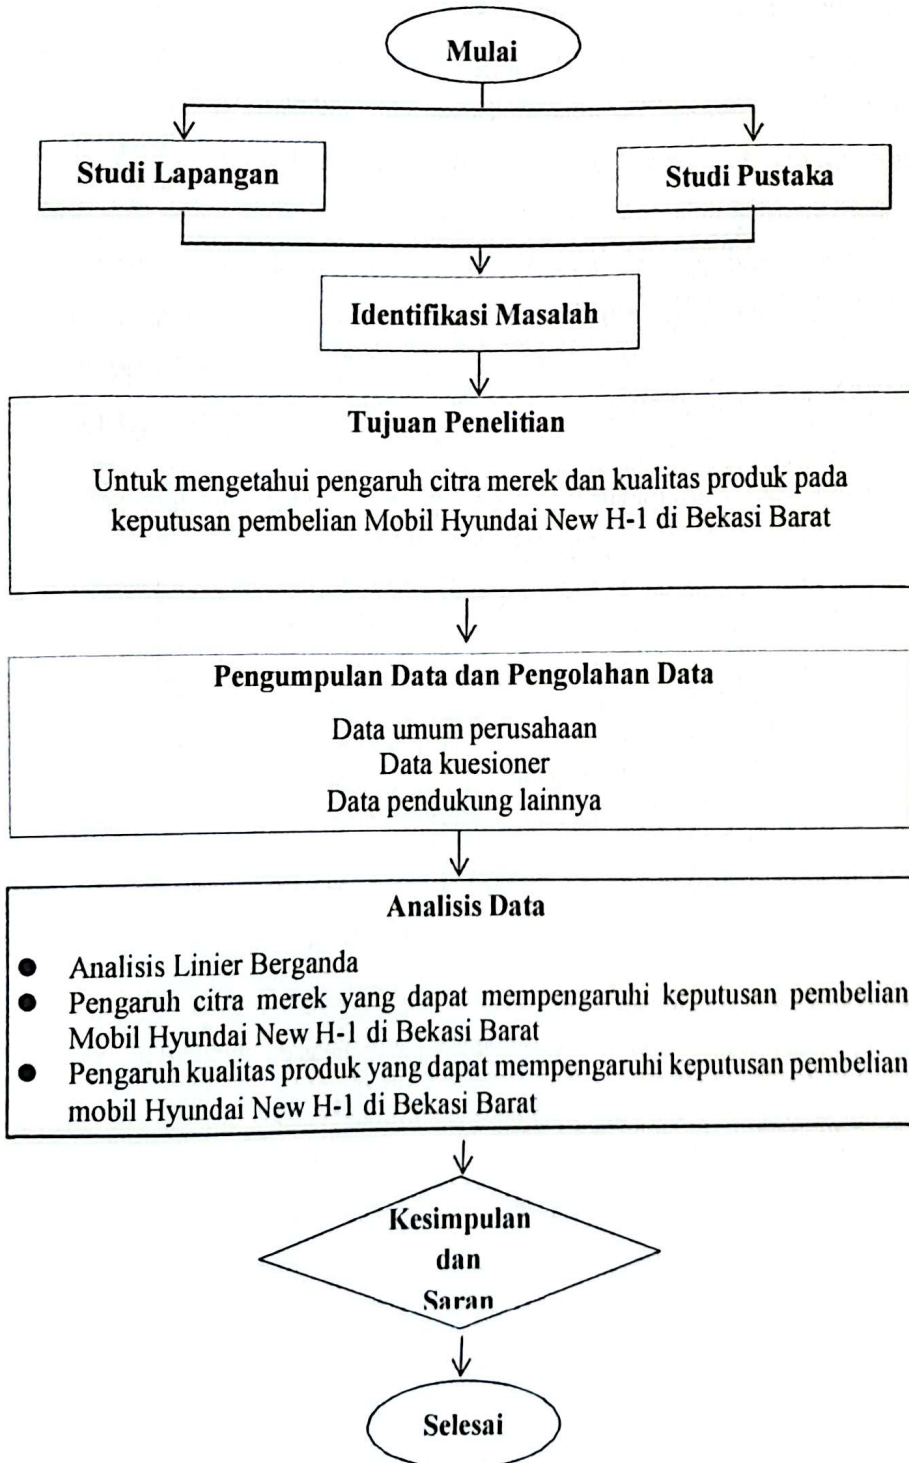 Mulai
Studi Lapangan
Studi Pustaka
Identifikasi Masalah
Tujuan Penelitian
Untuk mengetahui pengaruh citra merek dan kualitas produk pada
keputusan pembelian Mobil Hyundai New H-1 di Bekasi Barat
Pengumpulan Data dan Pengolahan Data
Data umum perusahaan
Data kuesioner
Data pendukung lainnya
Analisis Data
● Analisis Linier Berganda
● Pengaruh citra merek yang dapat mempengaruhi keputusan pembelian
Mobil Hyundai New H-1 di Bekasi Barat
● Pengaruh kualitas produk yang dapat mempengaruhi keputusan pembelian
mobil Hyundai New H-1 di Bekasi Barat
Kesimpulan
dan
Saran
Selesai